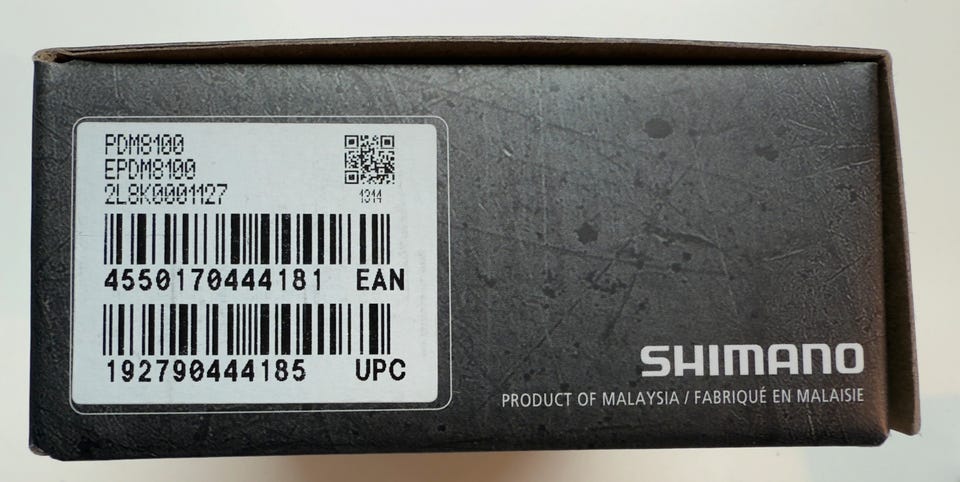 PDM8100
EPDM8100
2L8K0001127
1314
4550170444181 EAN
192790444185 UPC
SHIMANO
PRODUCT OF MALAYSIA / FABRIQUÉ EN MALAISIE